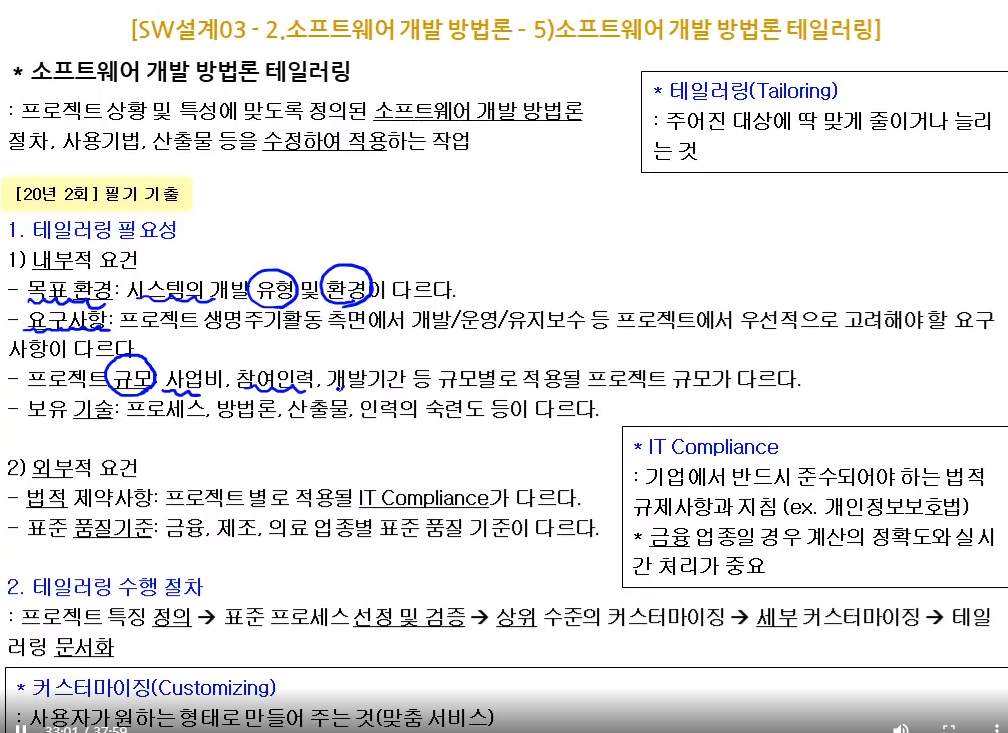 [SW설계03 - 2.소프트웨어 개발 방법론 - 5)소프트웨어 개발 방법론 테일러링]
* 소프트웨어 개발 방법론 테일러링
: 프로젝트 상황 및 특성에 맞도록 정의된 소프트웨어 개발 방법론
절차, 사용기법, 산출물 등을 수정하여 적용하는 작업
* 테일러링(Tailoring)
: 주어진 대상에 딱 맞게 줄이거나 늘리
는 것
[20년 2회] 필기 기출
1. 테일러링 필요성
1) 내부적 요건
- 목표 환경: 시스템의 개발 유형 및 환경이 다르다.
- 요구사항: 프로젝트 생명주기활동 측면에서 개발/운영/유지보수 등 프로젝트에서 우선적으로 고려해야 할 요구
사항이 다르다
- 프로젝트 규모: 사업비, 참여인력, 개발기간 등 규모별로 적용될 프로젝트 규모가 다르다.
- 보유 기술: 프로세스, 방법론, 산출물, 인력의 숙련도 등이 다르다.
2) 외부적 요건
- 법적 제약사항: 프로젝트 별로 적용될 IT Compliance가 다르다.
- 표준 품질기준: 금융, 제조, 의료 업종별 표준 품질 기준이 다르다.
* IT Compliance
: 기업에서 반드시 준수되어야 하는 법적
규제사항과 지침 (ex. 개인정보보호법)
* 금융 업종일 경우 계산의 정확도와 실시
간 처리가 중요
2. 테일러링 수행 절차
: 프로젝트 특징 정의 → 표준 프로세스 선정 및 검증 → 상위 수준의 커스터마이징 → 세부 커스터마이징 → 테일
러링 문서화
* 커스터마이징(Customizing)
: 사용자가 원하는 형태로 만들어 주는 것(맞춤 서비스)
33:01 / 37:59